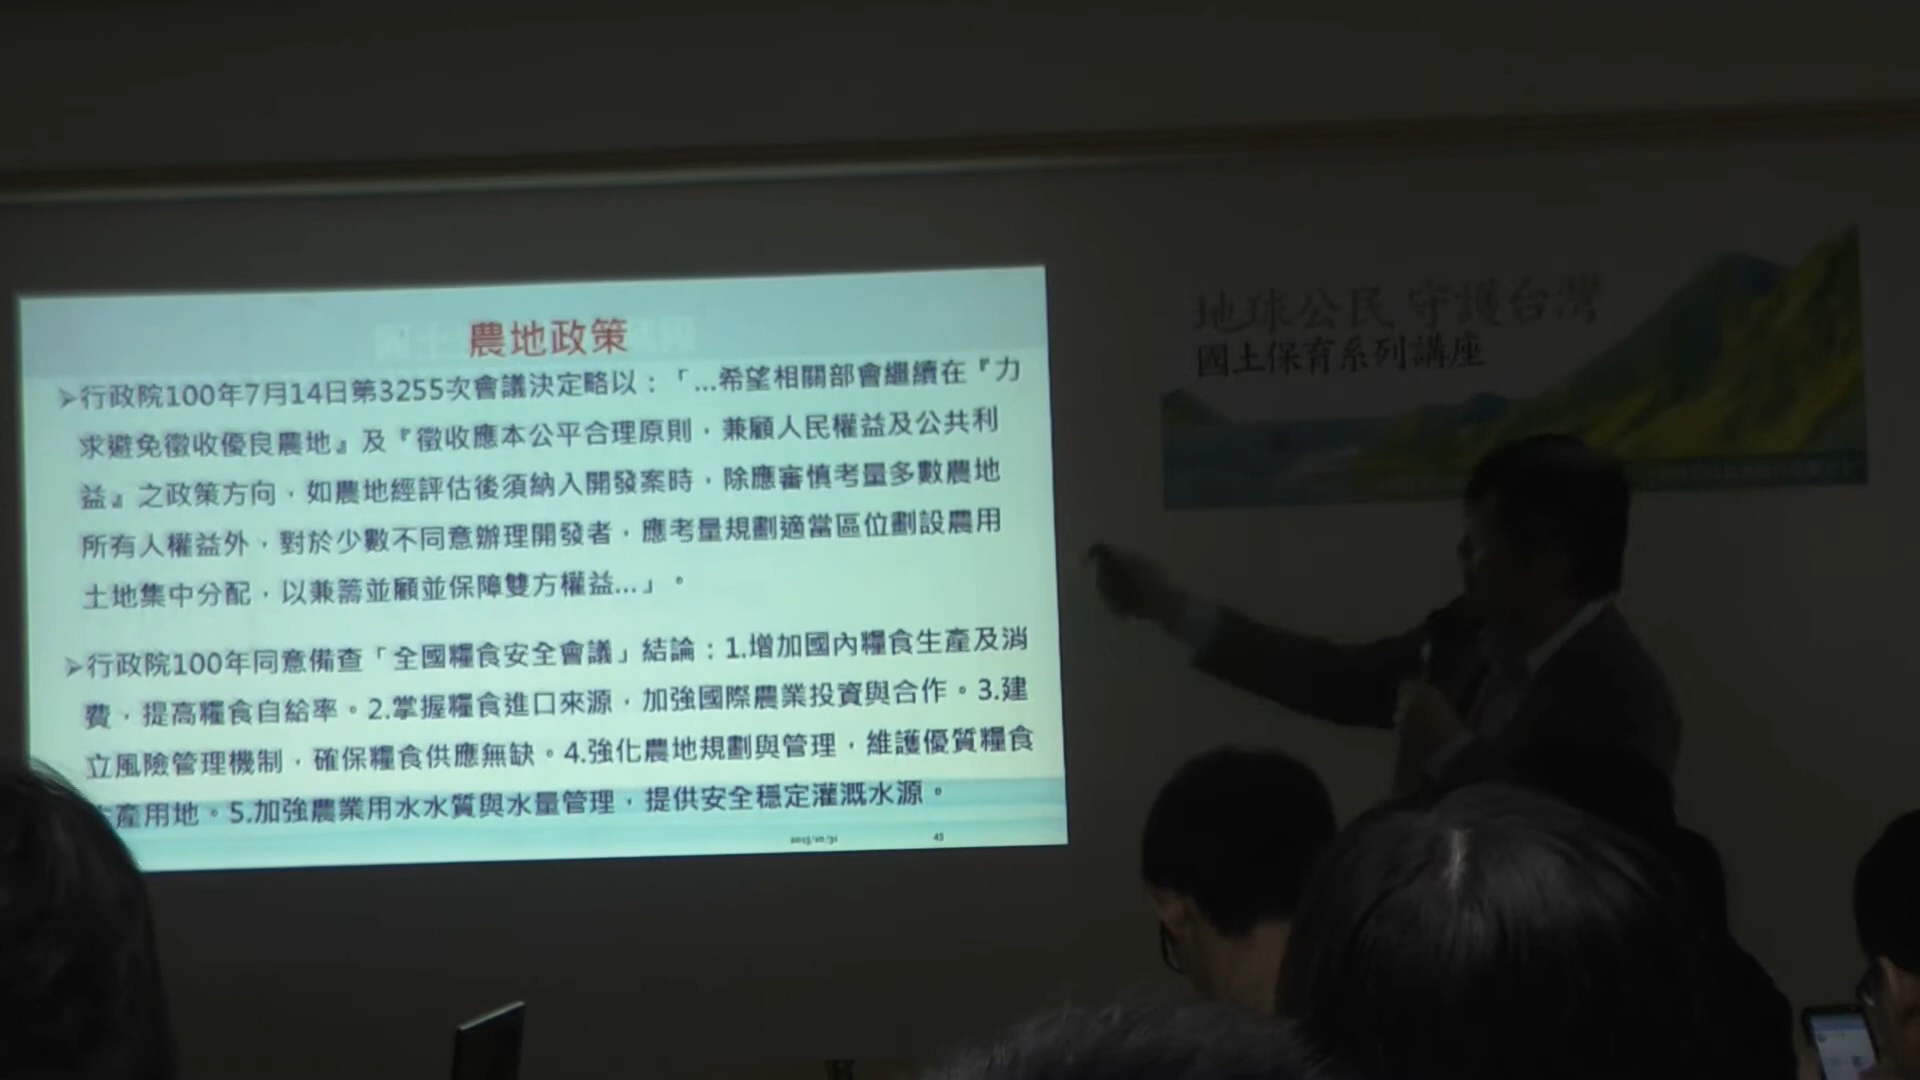 農地政策
➢行政院100年7月14日第3255次會議決定略以：「...希望相關部會繼續在『力
求避免徵收優良農地』及『徵收應本公平合理原則，兼顧人民權益及公共利
益』之政策方向，如農地經評估後須納入開發案時，除應審慎考量多數農地
所有人權益外，對於少數不同意辦理開發者，應考量規劃適當區位劃設農用
土地集中分配，以兼籌並顧並保障雙方權益...」。
➢行政院100年同意備查「全國糧食安全會議」結論：1.增加國內糧食生產及消
費，提高糧食自給率。2.掌握糧食進口來源，加強國際農業投資與合作。3.建
立風險管理機制，確保糧食供應無缺。4.強化農地規劃與管理，維護優質糧食
生產用地。5.加強農業用水水質與水量管理，提供安全穩定灌溉水源。
2015/10/31
43
地球公民 守護台灣
國土保育系列講座